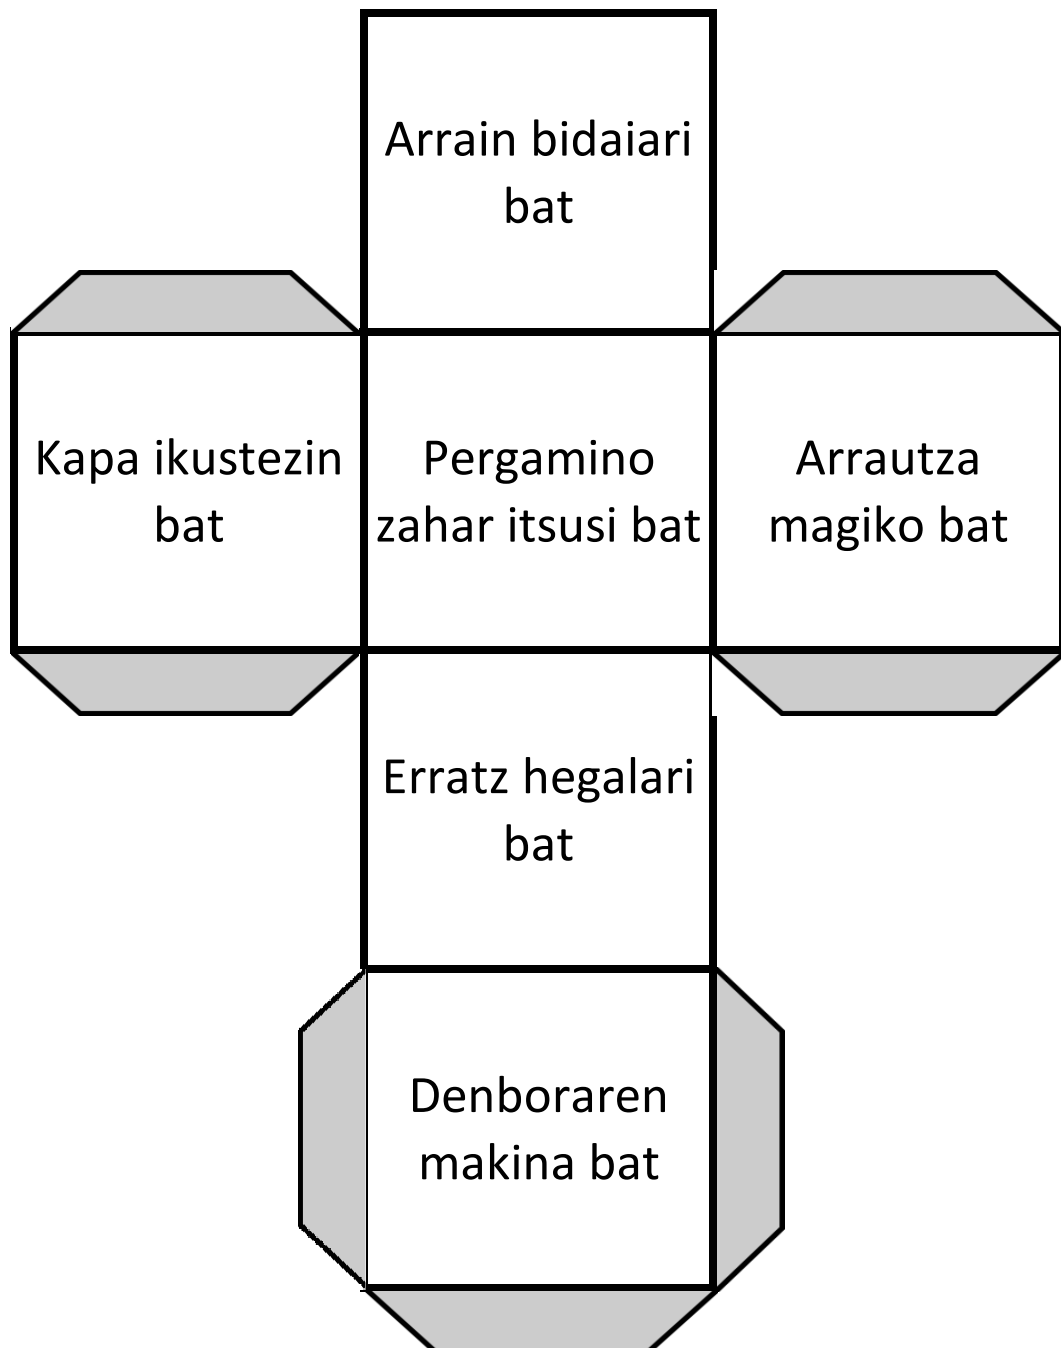 Arrain bidaiari
bat
Kapa ikustezin
bat
Pergamino
zahar itsusi bat
Arrautza
magiko bat
Erratz hegalari
bat
Denboraren
makina bat